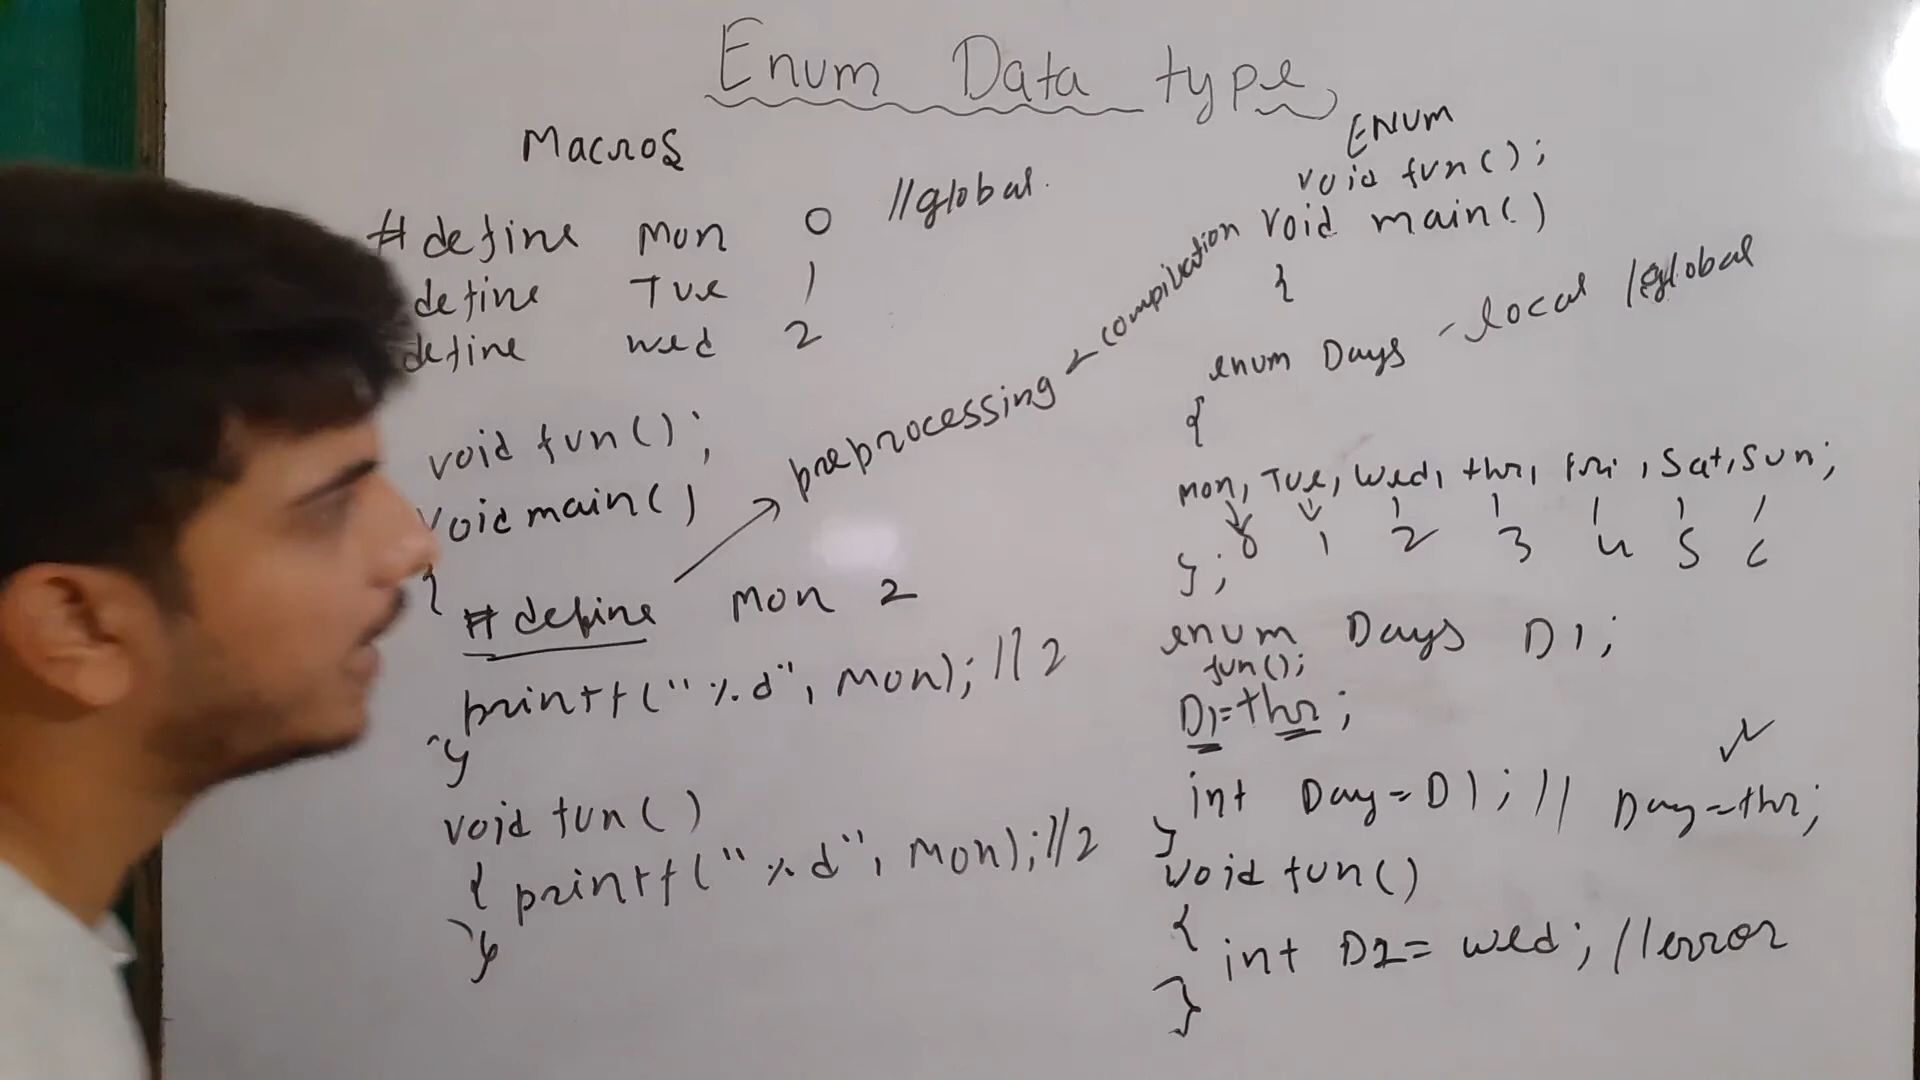 Enum Data type
Macros
# define Mon 0 //global.
define Tue 1
define wed 2
void fun();
void main()
{
# define Mon 2
printf("%d", Mon); //2
}
void fun()
{ printf("%d", Mon); //2
}
preprocessing
compilation
ENUM
void fun();
void main()
{
enum Days - local /global
{
Mon, Tue, Wed, thr, fri, Sat, Sun;
0 1 2 3 4 5 6
};
enum Days D1;
fun();
D1=thr;
int Day=D1; // Day=thr;
}
void fun()
{
int D2= wed; //error
}